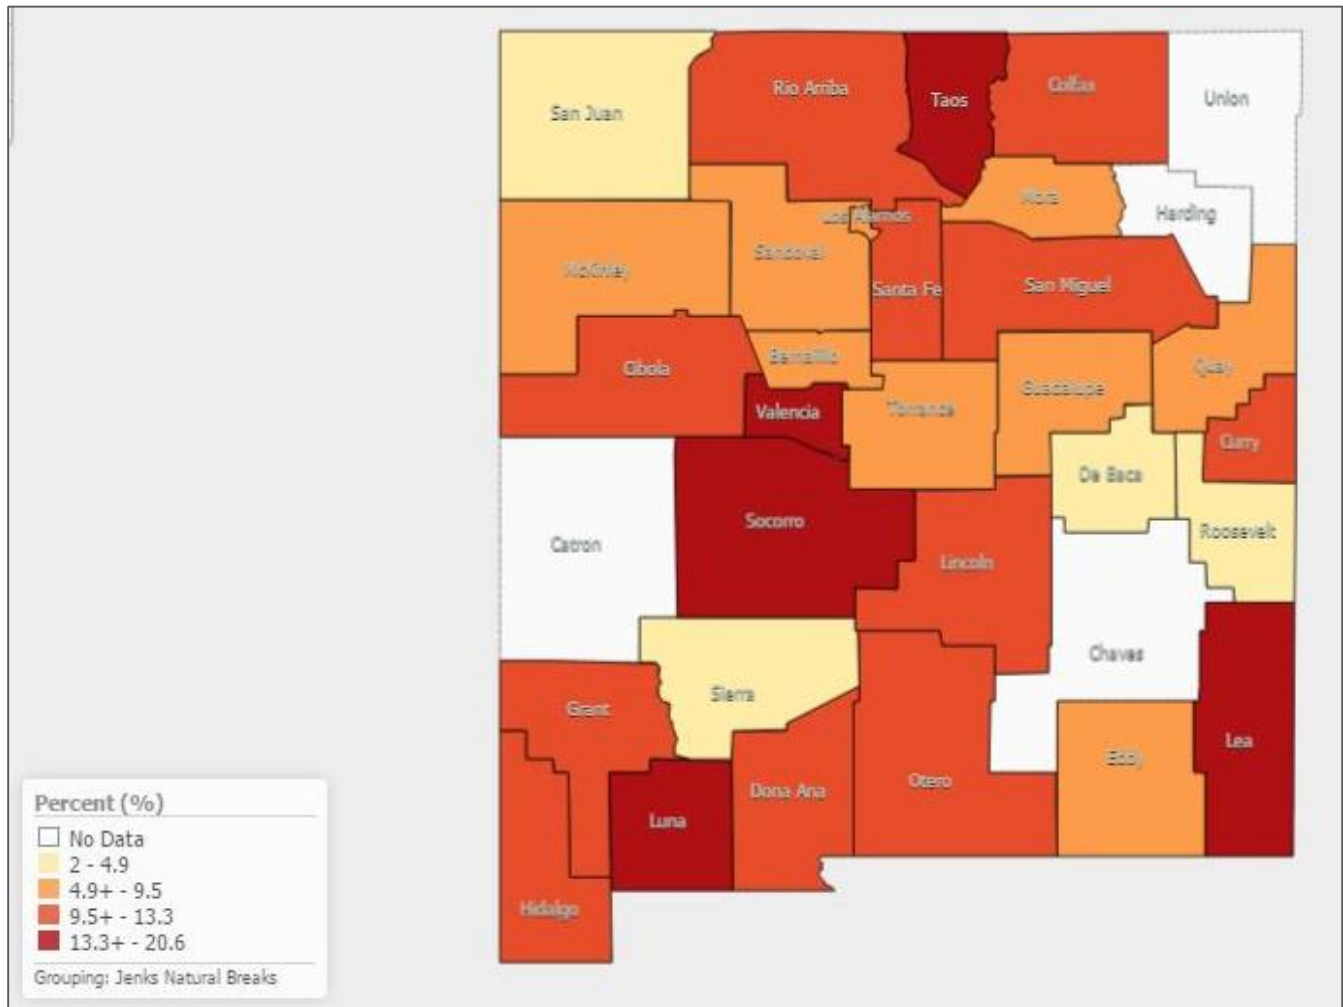 Rio Arriba
Colfax
Taos
Union
San Juan
Mora
Harding
Los Alamos
Sandoval
McKinley
Santa Fe
San Miguel
Bernalillo
Cibola
Quay
Guadalupe
Valencia
Torrance
Curry
De Baca
Socorro
Roosevelt
Catron
Lincoln
Chaves
Sierra
Grant
Lea
Eddy
Otero
Dona Ana
Luna
Hidalgo
Percent (%)
No Data
2 - 4.9
4.9+ - 9.5
9.5+ - 13.3
13.3+ - 20.6
Grouping: Jenks Natural Breaks